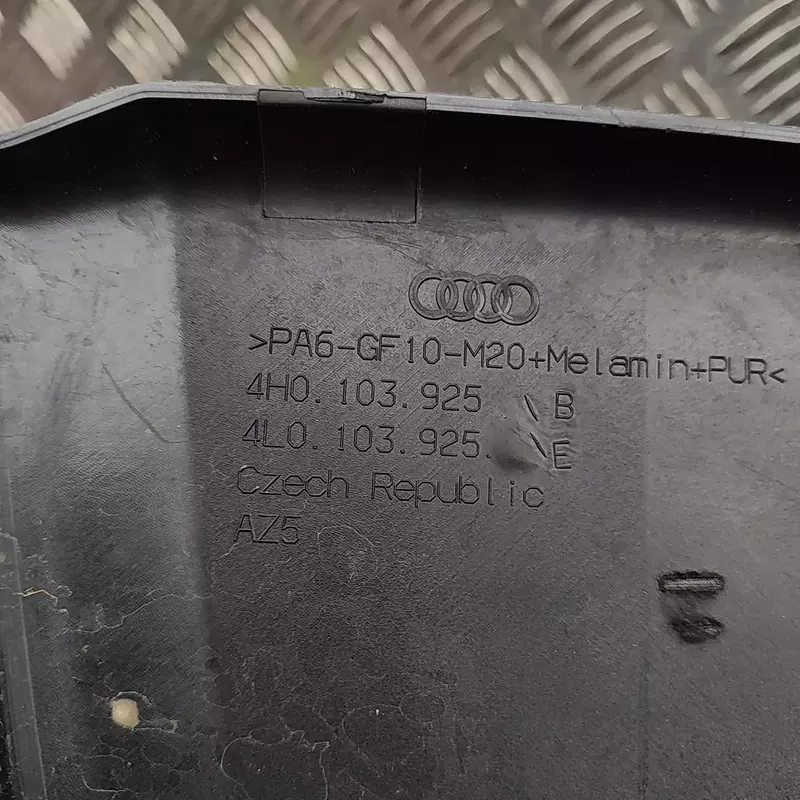 >PA6-GF10-M20+Melamin+PUR<
4H0.103.925 \ B
4L0.103.925. \ E
Czech Republic
AZ5